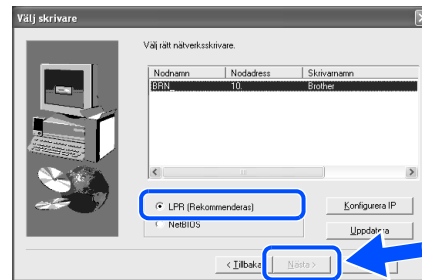 Välj skrivare
Välj rätt nätverksskrivare.
Nodnamn Nodadress Skrivarnamn
BRN_ 10. Brother
LPR (Rekommenderas)
NetBIOS
Konfigurera IP
Uppdatera
< Tillbaka Nästa >